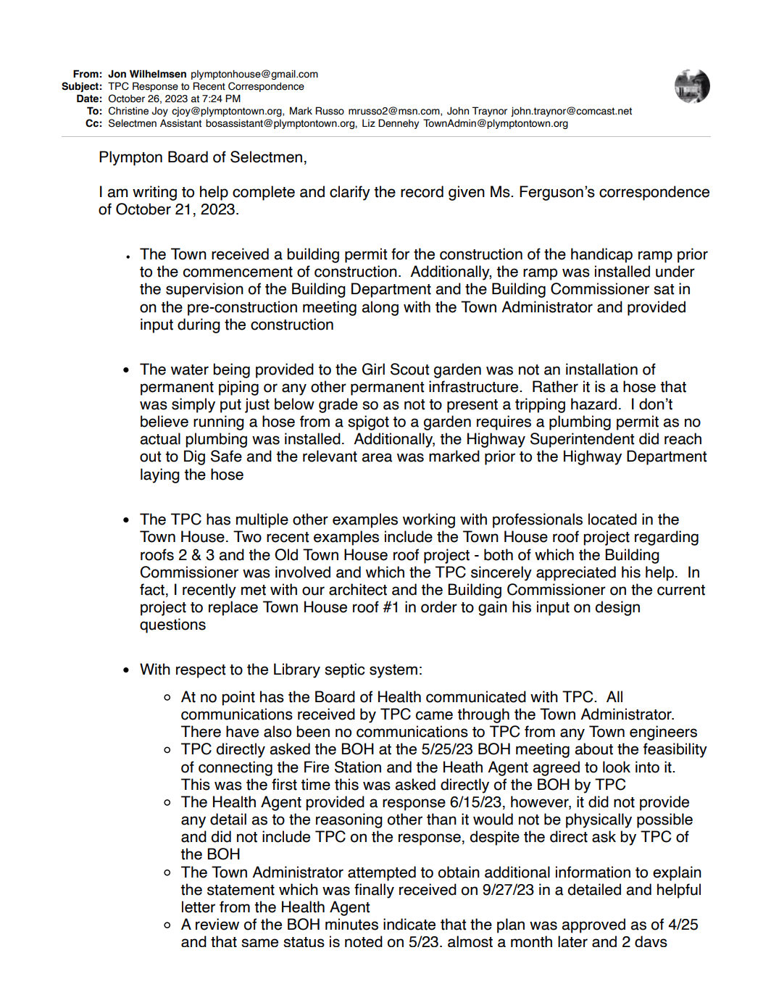 From: Jon Wilhelmsen plymptonhouse@gmail.com
Subject: TPC Response to Recent Correspondence
Date: October 26, 2023 at 7:24 PM
To: Christine Joy cjoy@plymptontown.org, Mark Russo mrusso2@msn.com, John Traynor john.traynor@comcast.net
Cc: Selectmen Assistant bosassistant@plymptontown.org, Liz Dennehy TownAdmin@plymptontown.org
Plympton Board of Selectmen,
I am writing to help complete and clarify the record given Ms. Ferguson’s correspondence
of October 21, 2023.
• The Town received a building permit for the construction of the handicap ramp prior
to the commencement of construction.  Additionally, the ramp was installed under
the supervision of the Building Department and the Building Commissioner sat in
on the pre-construction meeting along with the Town Administrator and provided
input during the construction
• The water being provided to the Girl Scout garden was not an installation of
permanent piping or any other permanent infrastructure.  Rather it is a hose that
was simply put just below grade so as not to present a tripping hazard.  I don’t
believe running a hose from a spigot to a garden requires a plumbing permit as no
actual plumbing was installed.  Additionally, the Highway Superintendent did reach
out to Dig Safe and the relevant area was marked prior to the Highway Department
laying the hose
• The TPC has multiple other examples working with professionals located in the
Town House. Two recent examples include the Town House roof project regarding
roofs 2 & 3 and the Old Town House roof project - both of which the Building
Commissioner was involved and which the TPC sincerely appreciated his help.  In
fact, I recently met with our architect and the Building Commissioner on the current
project to replace Town House roof #1 in order to gain his input on design
questions
• With respect to the Library septic system:
◦ At no point has the Board of Health communicated with TPC.  All
communications received by TPC came through the Town Administrator.
There have also been no communications to TPC from any Town engineers
◦ TPC directly asked the BOH at the 5/25/23 BOH meeting about the feasibility
of connecting the Fire Station and the Heath Agent agreed to look into it.
This was the first time this was asked directly of the BOH by TPC
◦ The Health Agent provided a response 6/15/23, however, it did not provide
any detail as to the reasoning other than it would not be physically possible
and did not include TPC on the response, despite the direct ask by TPC of
the BOH
◦ The Town Administrator attempted to obtain additional information to explain
the statement which was finally received on 9/27/23 in a detailed and helpful
letter from the Health Agent
◦ A review of the BOH minutes indicate that the plan was approved as of 4/25
and that same status is noted on 5/23. almost a month later and 2 days